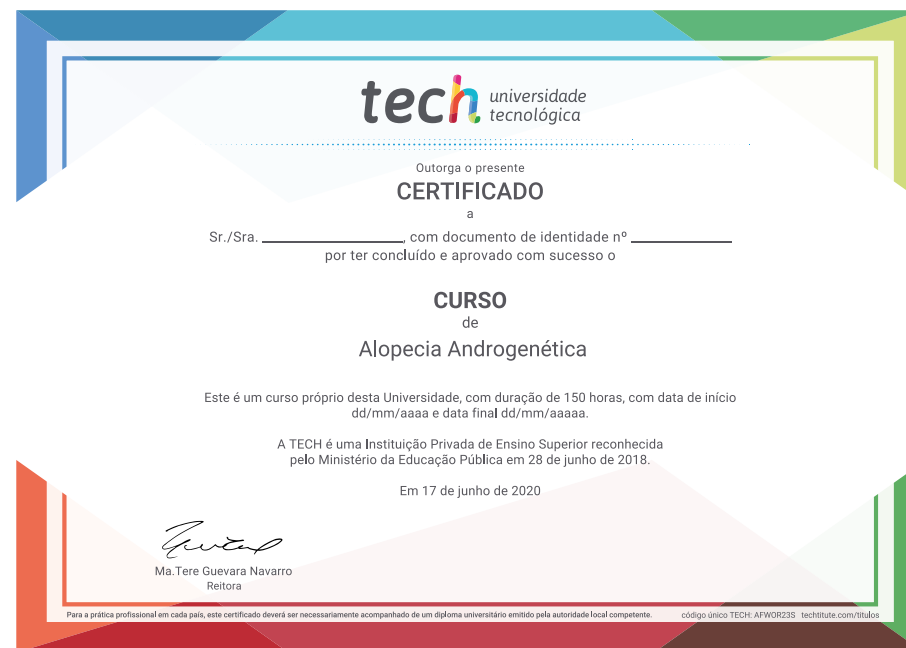 tech universidade
tecnológica
Outorga o presente
CERTIFICADO
a
Sr./Sra. ____________________, com documento de identidade nº ______________
por ter concluído e aprovado com sucesso o
CURSO
de
Alopecia Androgenética
Este é um curso próprio desta Universidade, com duração de 150 horas, com data de início
dd/mm/aaaa e data final dd/mm/aaaaa.
A TECH é uma Instituição Privada de Ensino Superior reconhecida
pelo Ministério da Educação Pública em 28 de junho de 2018.
Em 17 de junho de 2020
Ma.Tere Guevara Navarro
Reitora
Para a prática profissional em cada país, este certificado deverá ser necessariamente acompanhado de um diploma universitário emitido pela autoridade local competente. código único TECH: AFWOR23S techtitute.com/titulos